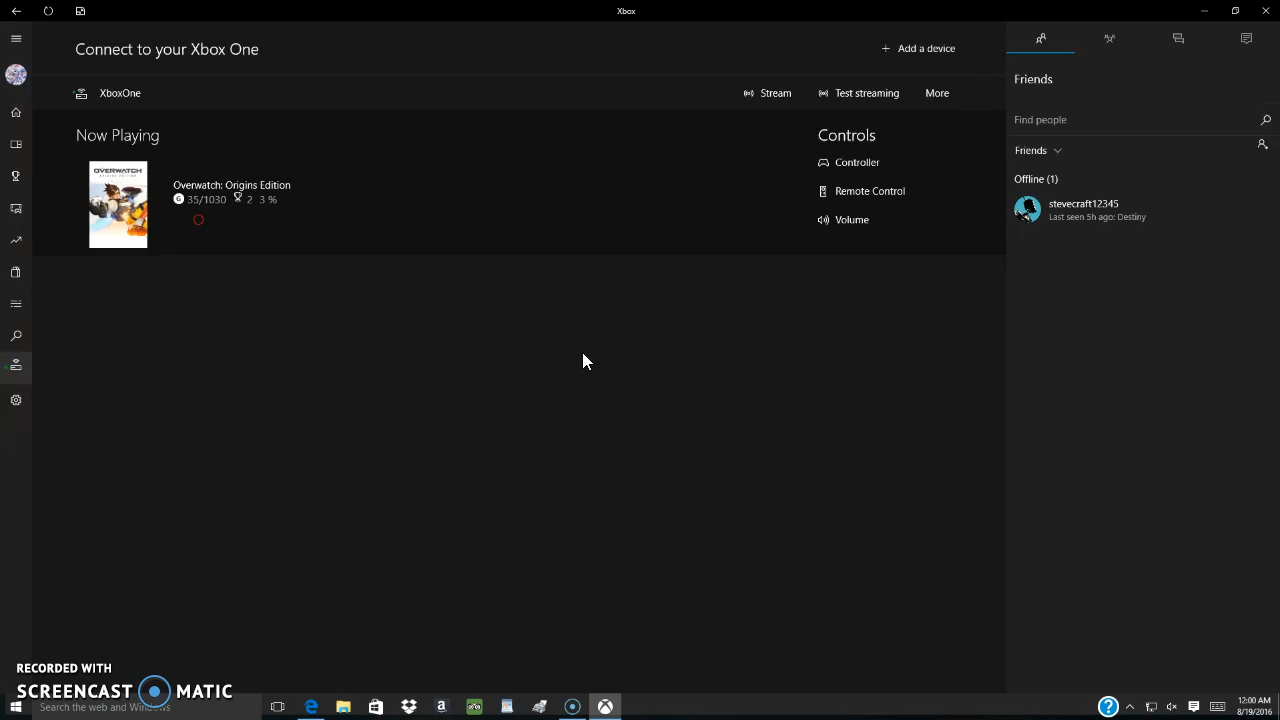 Xbox
Connect to your Xbox One
+ Add a device
XboxOne
Stream
Test streaming
More
Now Playing
OVERWATCH
Overwatch: Origins Edition
G 35/1030 2 3 %
Controls
Controller
Remote Control
Volume
Friends
Find people
Friends
Offline (1)
stevecraft12345
Last seen 5h ago: Destiny
RECORDED WITH
SCREENCAST MATIC
Search the web and Windows
12:00 AM
8/19/2016